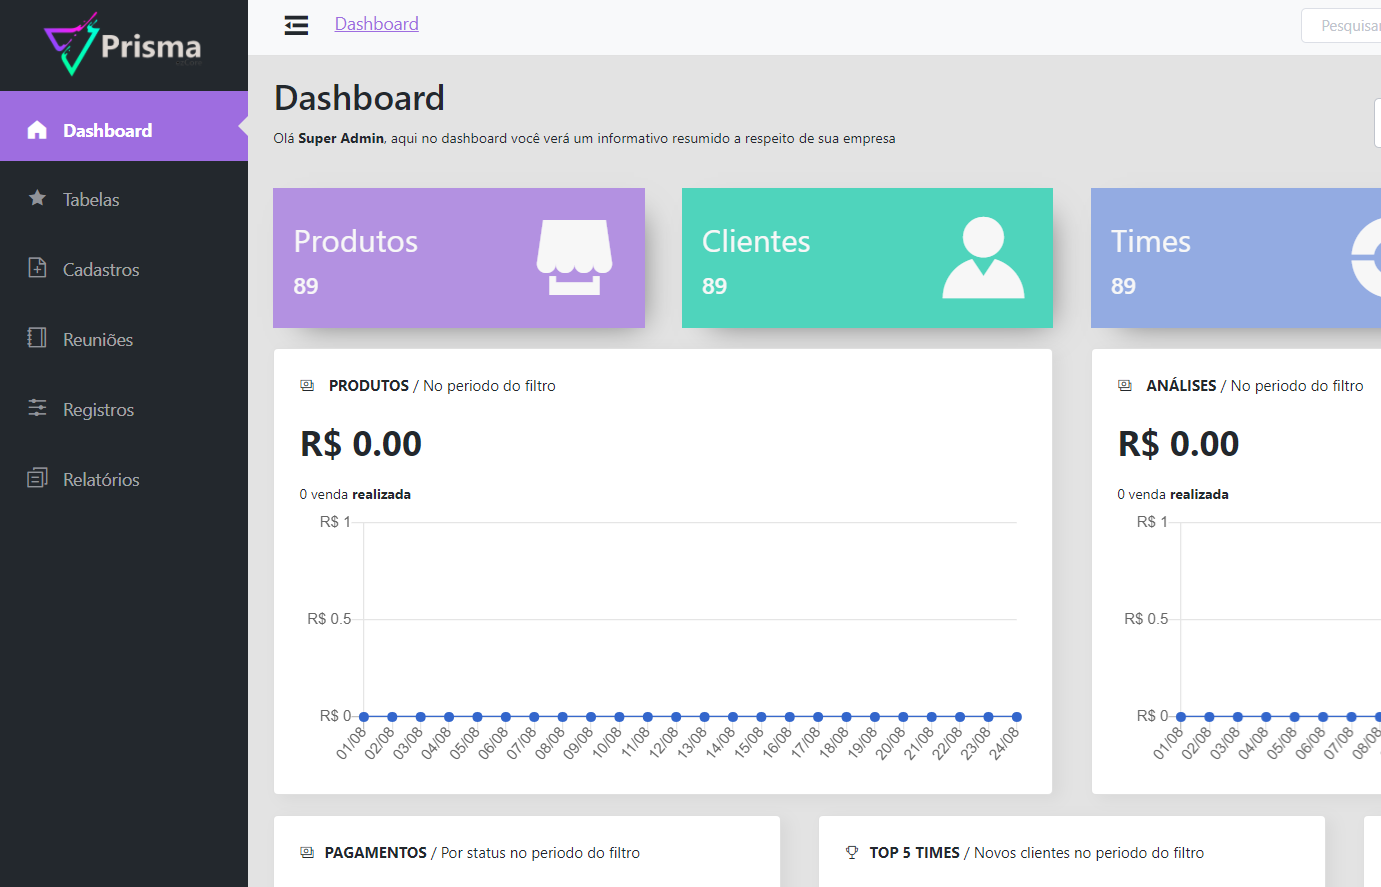 Prisma
Dashboard
Tabelas
Cadastros
Reuniões
Registros
Relatórios
Dashboard
Pesquisar
Dashboard
Olá Super Admin, aqui no dashboard você verá um informativo resumido a respeito de sua empresa
Produtos
89
Clientes
89
Times
89
PRODUTOS / No periodo do filtro
R$ 0.00
0 venda realizada
R$ 1
R$ 0.5
R$ 0
01/08 02/08 03/08 04/08 05/08 06/08 07/08 08/08 09/08 10/08 11/08 12/08 13/08 14/08 15/08 16/08 17/08 18/08 19/08 20/08 21/08 22/08 23/08 24/08
ANÁLISES / No periodo do filtro
R$ 0.00
0 venda realizada
R$ 1
R$ 0.5
R$ 0
01/08 02/08 03/08 04/08 05/08 06/08 07/08 08/08
PAGAMENTOS / Por status no periodo do filtro
TOP 5 TIMES / Novos clientes no periodo do filtro